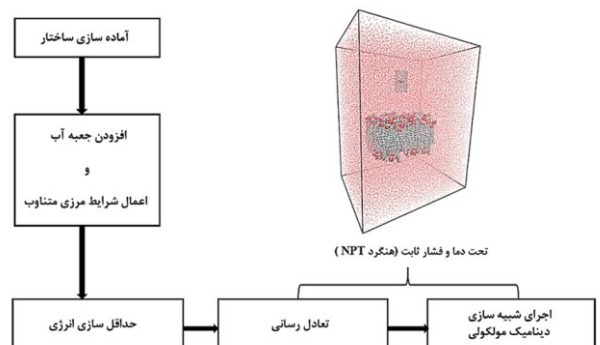 آماده سازی ساختار
افزودن جعبه آب
و
اعمال شرایط مرزی متناوب
تحت دما و فشار ثابت (هنگرد NPT )
حداقل سازی انرژی
تعادل رسانی
اجرای شبیه سازی
دینامیک مولکولی